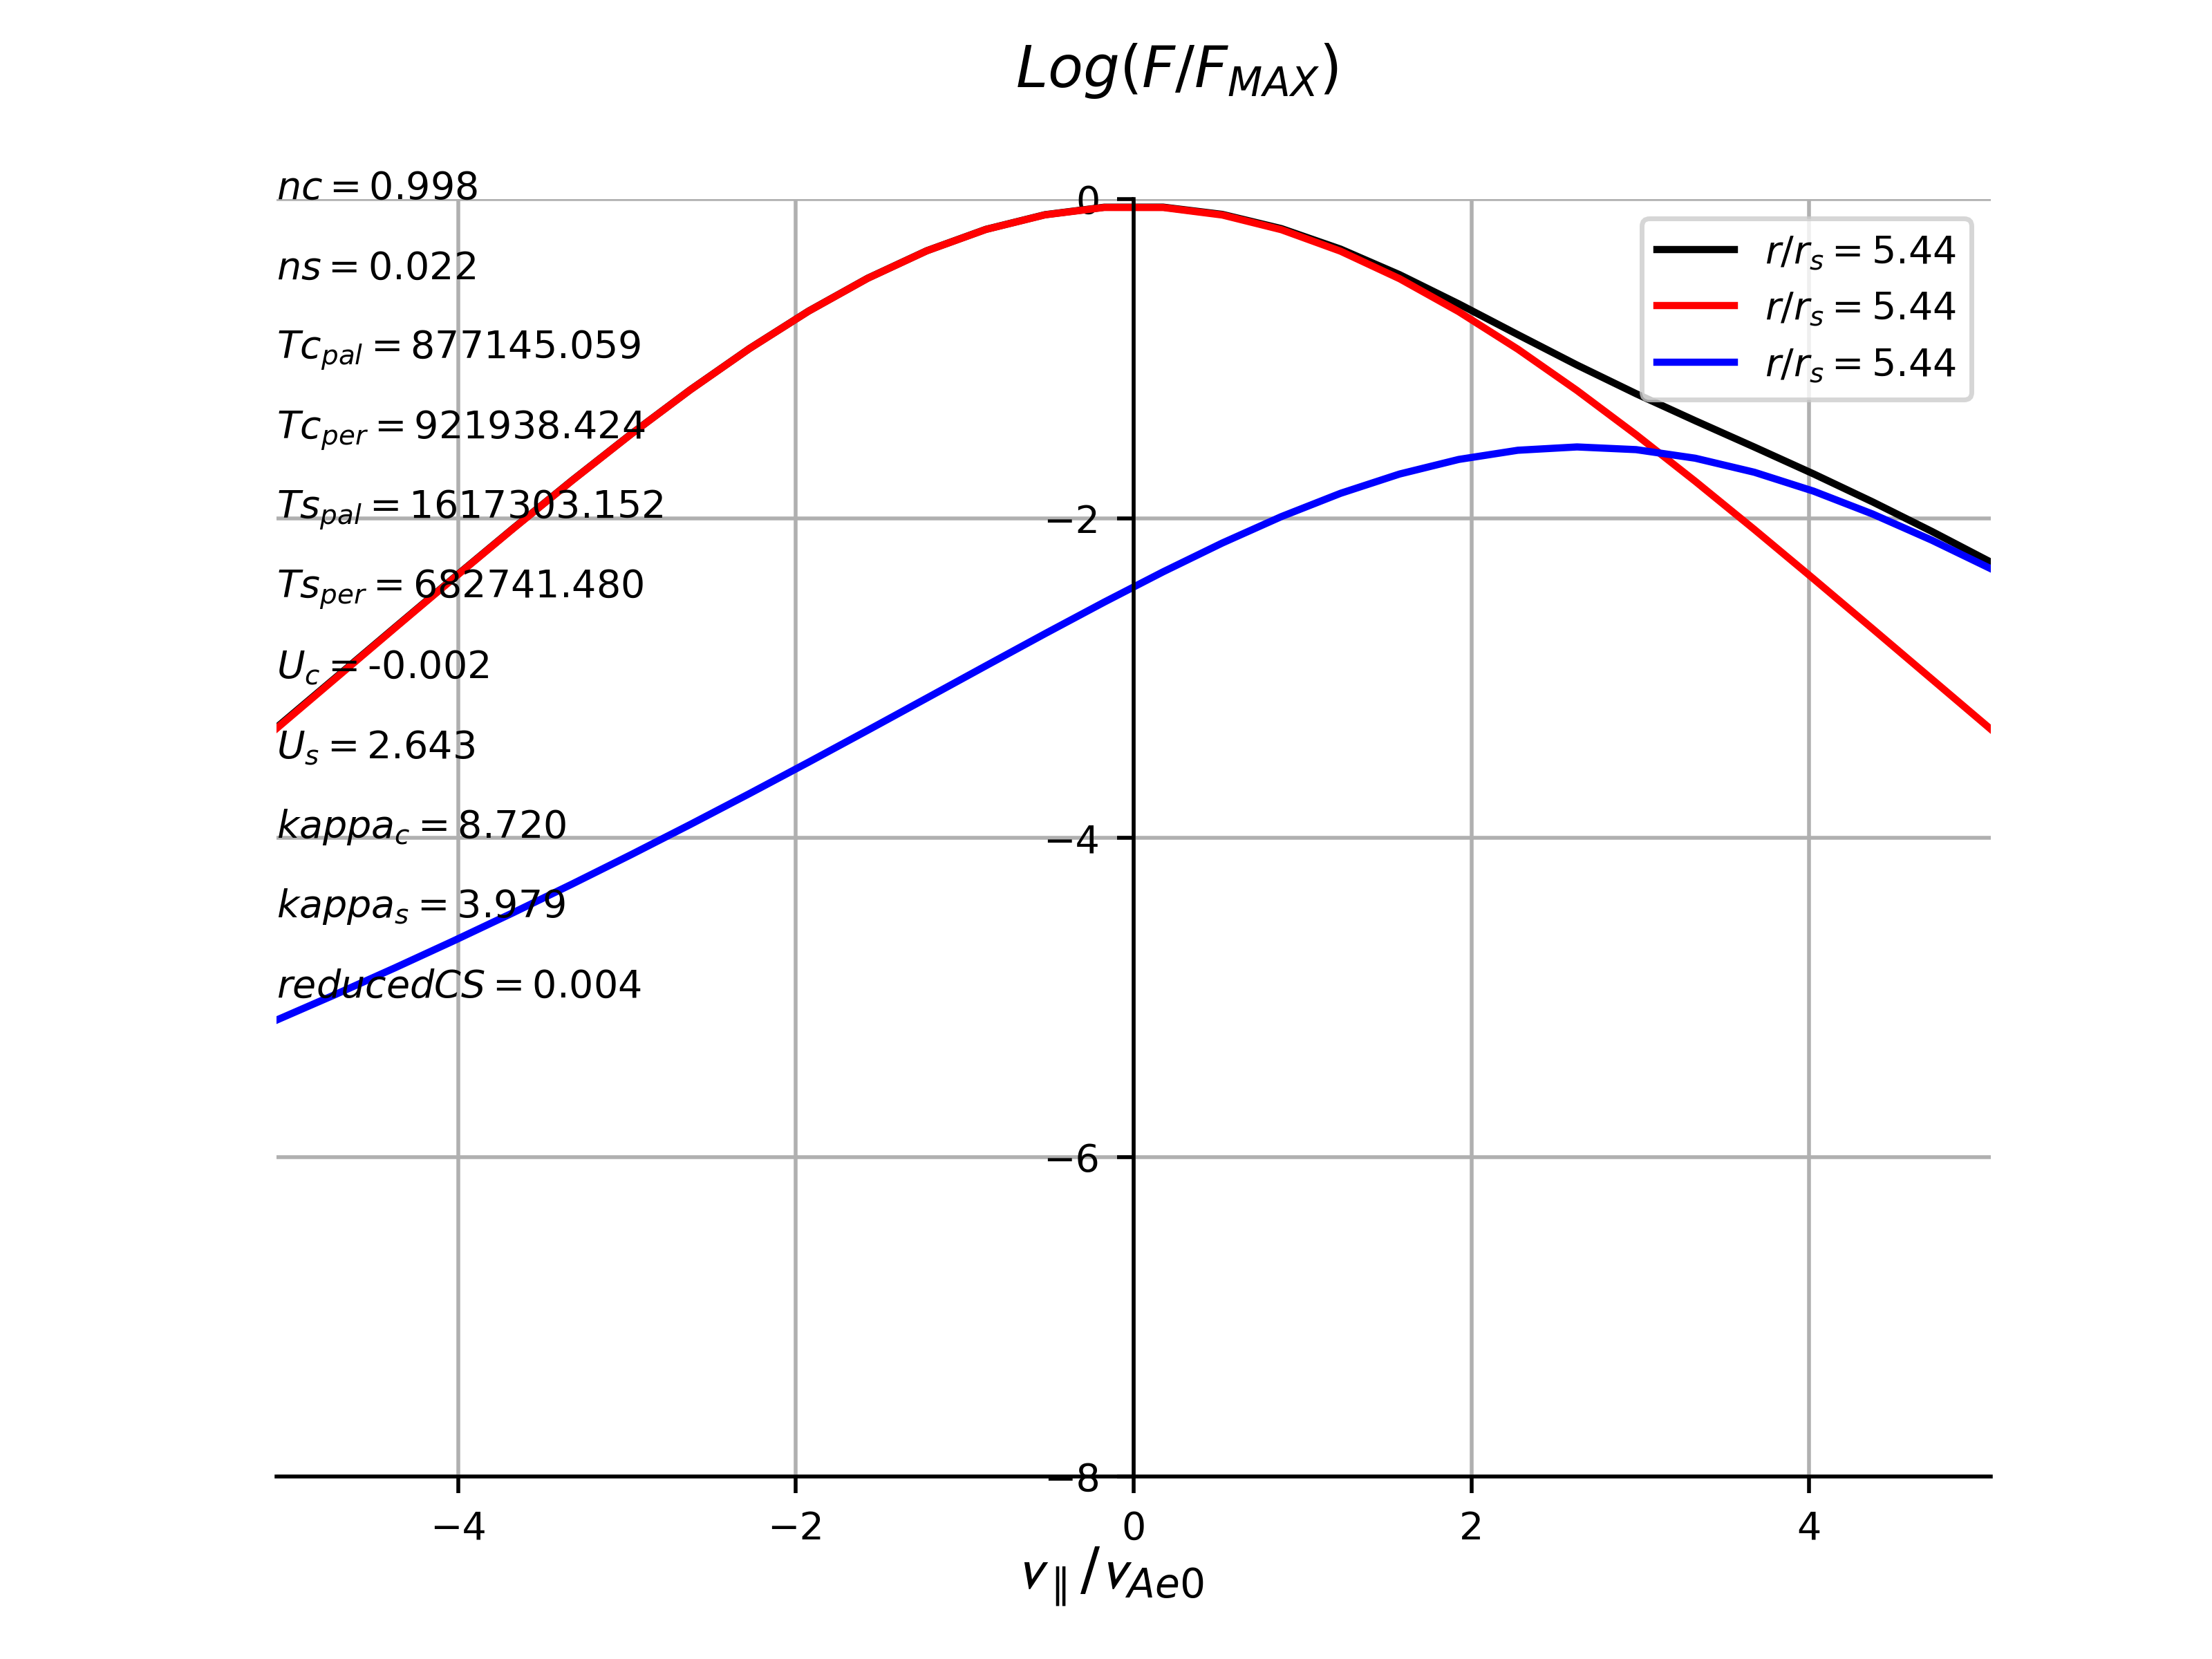 Log(F/F_MAX)
nc = 0.998
ns = 0.022
Tc_pal = 877145.059
Tc_per = 921938.424
Ts_pal = 1617303.152
Ts_per = 682741.480
U_c = -0.002
U_s = 2.643
kappa_c = 8.720
kappa_s = 3.979
reducedCS = 0.004
0
−2
−4
−6
−8
r/r_s = 5.44
r/r_s = 5.44
r/r_s = 5.44
−4 −2 0 2 4
v_∥/v_Ae0